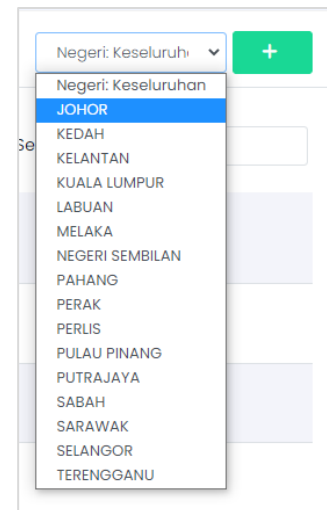 Negeri: Keseluruh
+
Negeri: Keseluruhan
JOHOR
Se
KEDAH
KELANTAN
KUALA LUMPUR
LABUAN
MELAKA
NEGERI SEMBILAN
PAHANG
PERAK
PERLIS
PULAU PINANG
PUTRAJAYA
SABAH
SARAWAK
SELANGOR
TERENGGANU